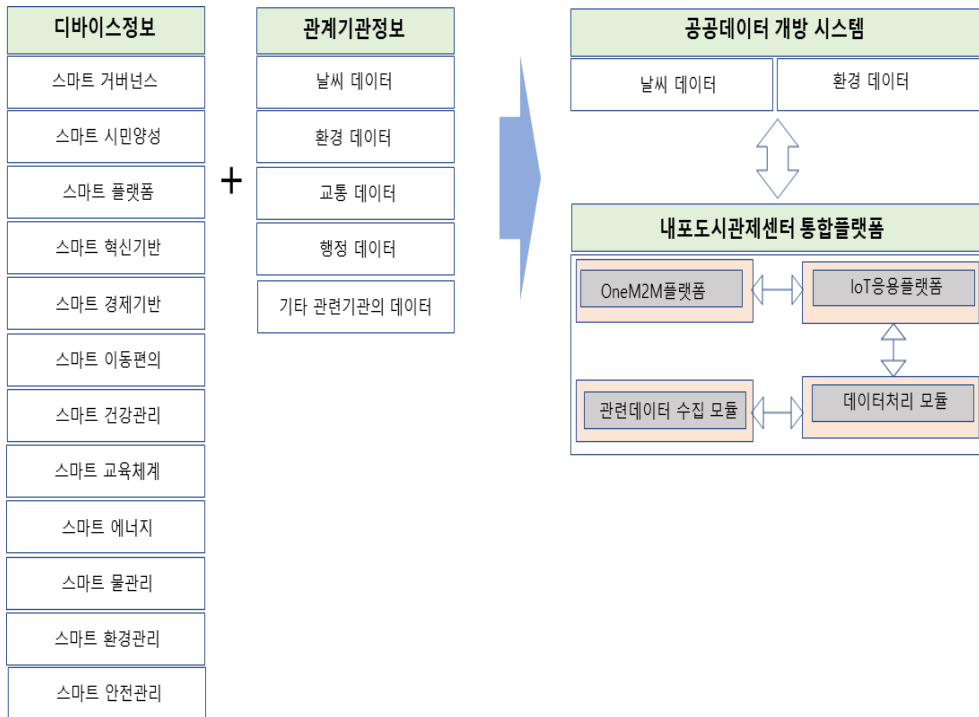 디바이스정보
스마트 거버넌스
스마트 시민양성
스마트 플랫폼
스마트 혁신기반
스마트 경제기반
스마트 이동편의
스마트 건강관리
스마트 교육체계
스마트 에너지
스마트 물관리
스마트 환경관리
스마트 안전관리
+
관계기관정보
날씨 데이터
환경 데이터
교통 데이터
행정 데이터
기타 관련기관의 데이터
공공데이터 개방 시스템
날씨 데이터
환경 데이터
내포도시관제센터 통합플랫폼
OneM2M플랫폼
IoT응용플랫폼
관련데이터 수집 모듈
데이터처리 모듈